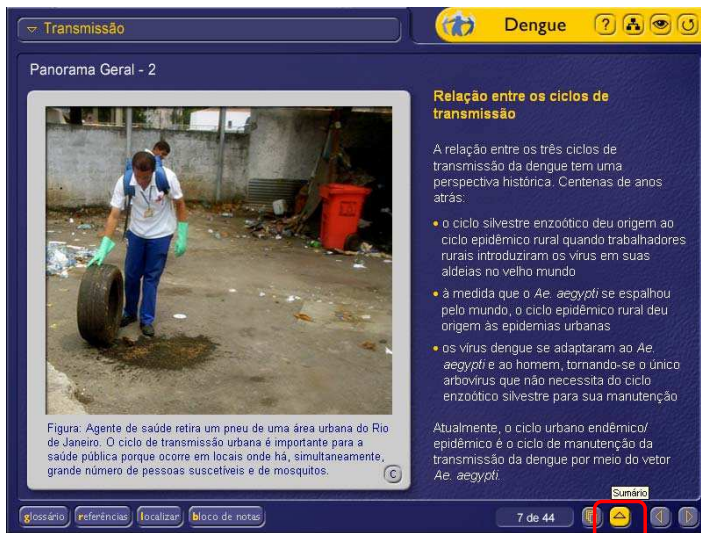 Transmissão
Dengue
?
Panorama Geral - 2
Figura: Agente de saúde retira um pneu de uma área urbana do Rio
de Janeiro. O ciclo de transmissão urbana é importante para a
saúde pública porque ocorre em locais onde há, simultaneamente,
grande número de pessoas suscetíveis e de mosquitos.
C
Relação entre os ciclos de
transmissão
A relação entre os três ciclos de
transmissão da dengue tem uma
perspectiva histórica. Centenas de anos
atrás:
• o ciclo silvestre enzoótico deu origem ao
ciclo epidêmico rural quando trabalhadores
rurais introduziram os vírus em suas
aldeias no velho mundo
• à medida que o Ae. aegypti se espalhou
pelo mundo, o ciclo epidêmico rural deu
origem às epidemias urbanas
• os vírus dengue se adaptaram ao Ae.
aegypti e ao homem, tornando-se o único
arbovírus que não necessita do ciclo
enzoótico silvestre para sua manutenção
Atualmente, o ciclo urbano endêmico/
epidêmico é o ciclo de manutenção da
transmissão da dengue por meio do vetor
Ae. aegypti.
Sumário
glossário referências localizar bloco de notas 7 de 44